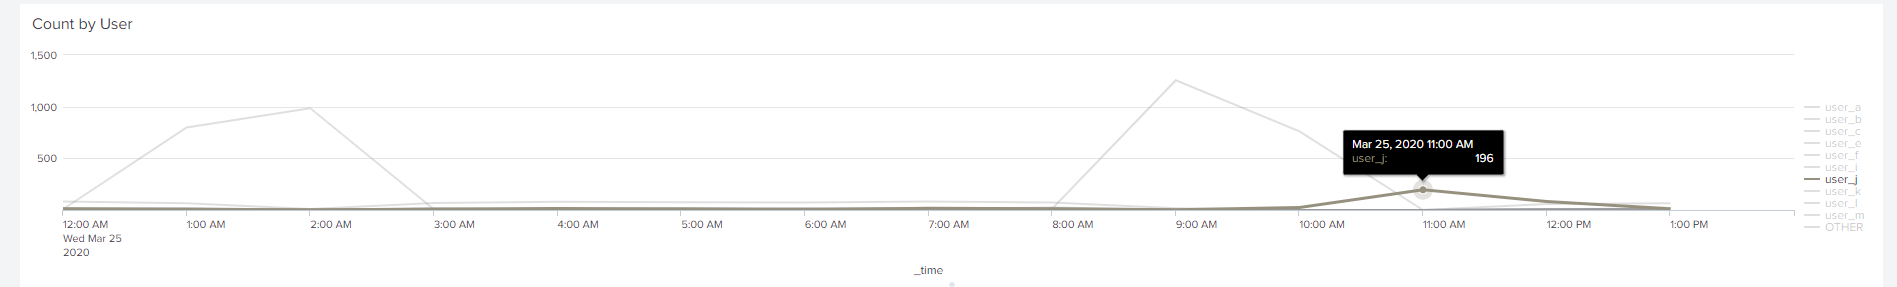 Count by User
1,500
1,000
500
Mar 25, 2020 11:00 AM
user_j: 196
user_a
user_b
user_c
user_e
user_f
user_i
user_j
user_k
user_l
user_m
OTHER
12:00 AM 1:00 AM 2:00 AM 3:00 AM 4:00 AM 5:00 AM 6:00 AM 7:00 AM 8:00 AM 9:00 AM 10:00 AM 11:00 AM 12:00 PM 1:00 PM
Wed Mar 25
2020
_time